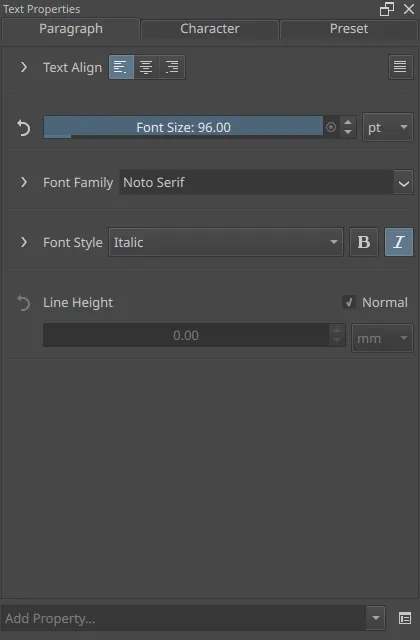 Text Properties
Paragraph Character Preset
Text Align
Font Size: 96.00 pt
Font Family Noto Serif
Font Style Italic B I
Line Height Normal
0.00 mm
Add Property...